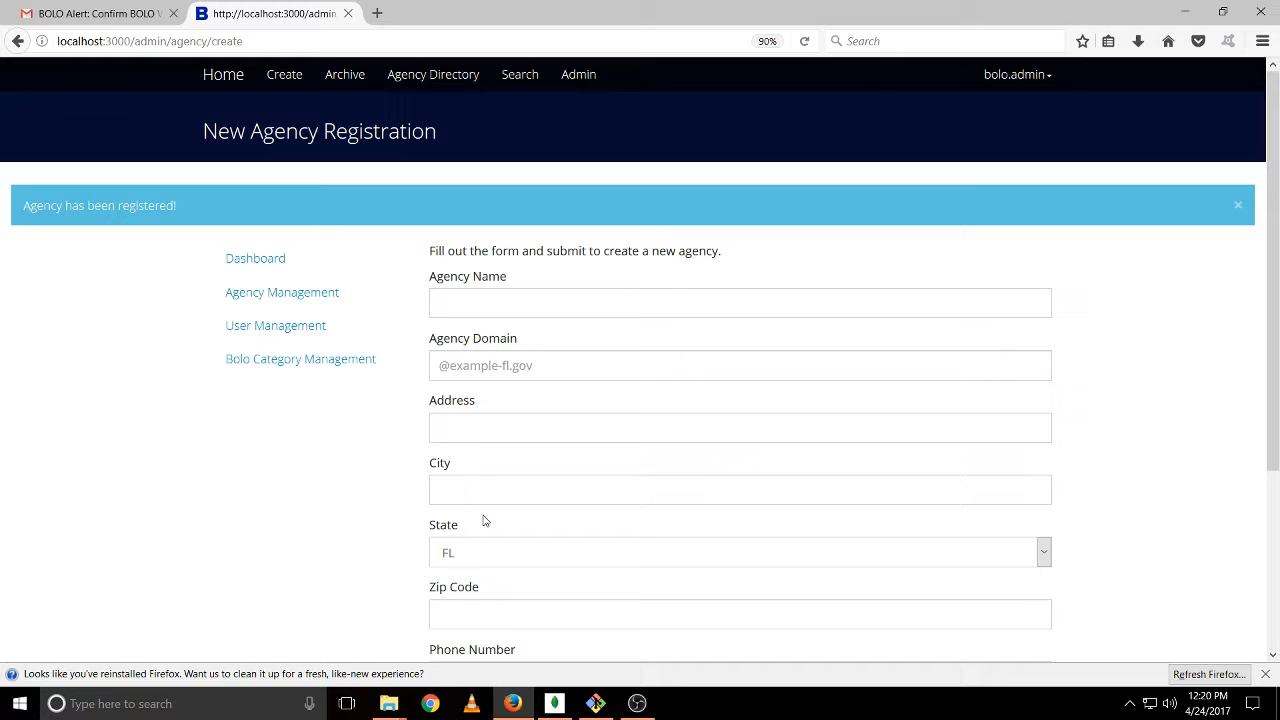 BOLO Alert: Confirm BOLO
http://localhost:3000/admin
localhost:3000/admin/agency/create
90%
Search
Home
Create
Archive
Agency Directory
Search
Admin
bolo.admin
New Agency Registration
Agency has been registered!
×
Dashboard
Agency Management
User Management
Bolo Category Management
Fill out the form and submit to create a new agency.
Agency Name
Agency Domain
@example-fl.gov
Address
City
State
FL
Zip Code
Phone Number
Looks like you've reinstalled Firefox. Want us to clean it up for a fresh, like-new experience?
Refresh Firefox...
Type here to search
12:20 PM
4/24/2017